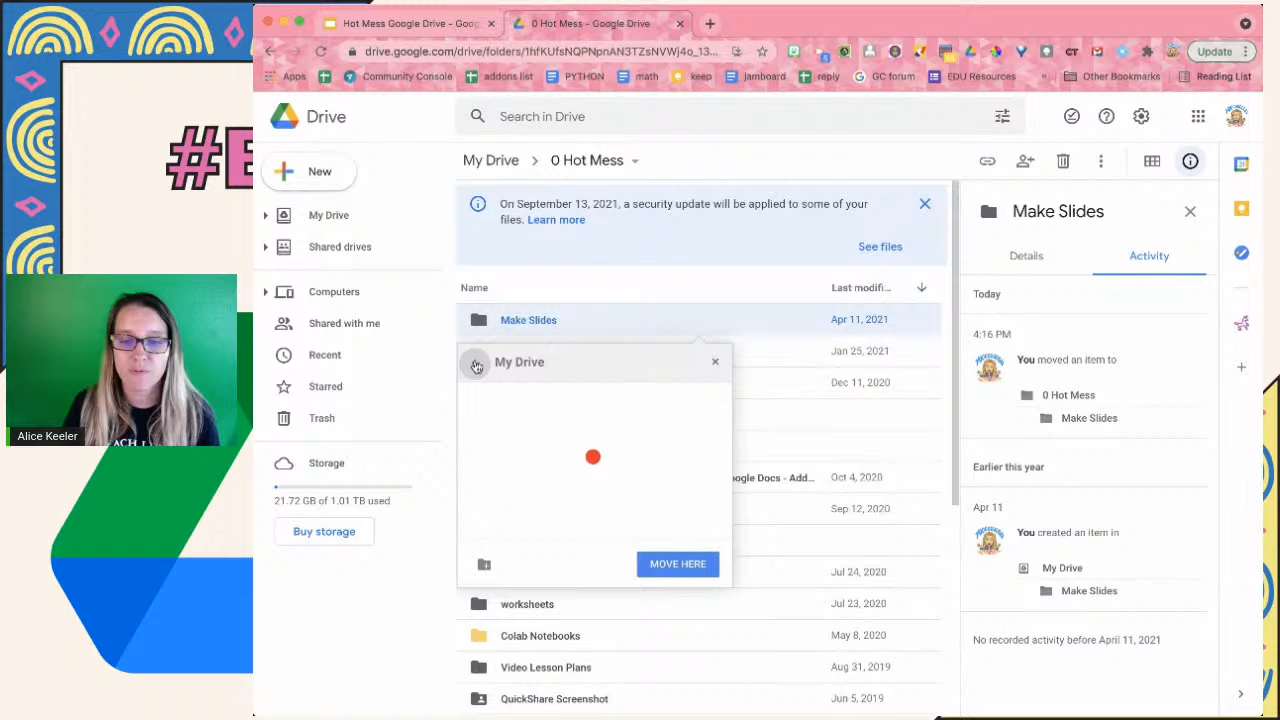 Hot Mess Google Drive - Goog
0 Hot Mess - Google Drive
drive.google.com/drive/folders/1hfKUfsNQPNpnAN3TZsNVWj4o_13...
Update
Apps
Community Console
addons list
PYTHON
math
keep
Jamboard
reply
GC forum
EDU Resources
»
Other Bookmarks
Reading List
Drive
Search in Drive
#E
New
My Drive
Shared drives
Computers
Shared with me
Recent
Starred
Trash
Storage
21.72 GB of 1.01 TB used
Buy storage
Alice Keeler
My Drive > 0 Hot Mess
On September 13, 2021, a security update will be applied to some of your
files. Learn more
See files
Name
Last modifi...
Make Slides
Apr 11, 2021
Jan 25, 2021
Dec 11, 2020
My Drive
MOVE HERE
oogle Docs - Add...
Oct 4, 2020
Sep 12, 2020
Jul 24, 2020
worksheets
Jul 23, 2020
Colab Notebooks
May 8, 2020
Video Lesson Plans
Aug 31, 2019
QuickShare Screenshot
Jun 5, 2019
Make Slides
Details
Activity
Today
4:16 PM
You moved an item to
0 Hot Mess
Make Slides
Earlier this year
Apr 11
You created an item in
My Drive
Make Slides
No recorded activity before April 11, 2021